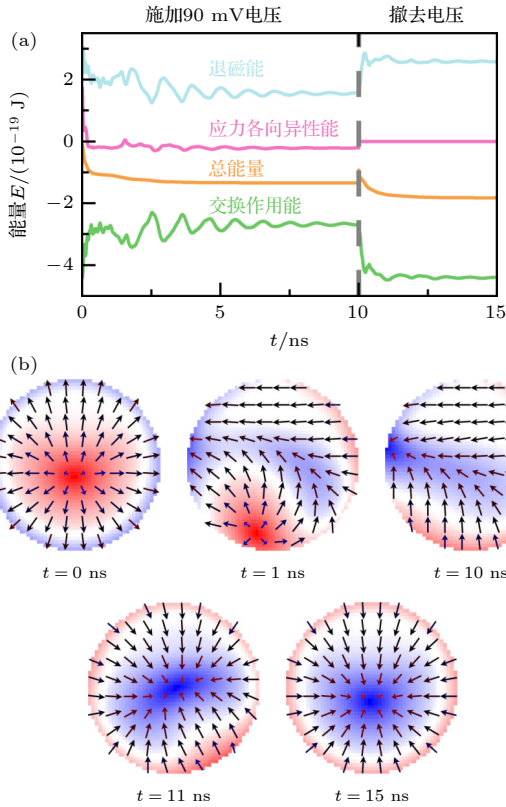 施加90 mV电压 撤去电压
(a)
退磁能
应力各向异性能
总能量
交换作用能
能量E/(10⁻¹⁹ J)
2
0
−2
−4
0 5 10 15
t/ns
(b)
t = 0 ns t = 1 ns t = 10 ns
t = 11 ns t = 15 ns